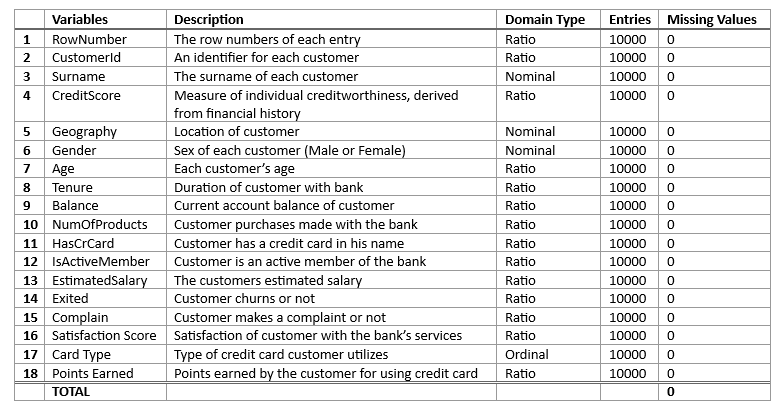 Variables Description Domain Type Entries Missing Values
1 RowNumber The row numbers of each entry Ratio 10000 0
2 CustomerId An identifier for each customer Ratio 10000 0
3 Surname The surname of each customer Nominal 10000 0
4 CreditScore Measure of individual creditworthiness, derived Ratio 10000 0
from financial history
5 Geography Location of customer Nominal 10000 0
6 Gender Sex of each customer (Male or Female) Nominal 10000 0
7 Age Each customer’s age Ratio 10000 0
8 Tenure Duration of customer with bank Ratio 10000 0
9 Balance Current account balance of customer Ratio 10000 0
10 NumOfProducts Customer purchases made with the bank Ratio 10000 0
11 HasCrCard Customer has a credit card in his name Ratio 10000 0
12 IsActiveMember Customer is an active member of the bank Ratio 10000 0
13 EstimatedSalary The customers estimated salary Ratio 10000 0
14 Exited Customer churns or not Ratio 10000 0
15 Complain Customer makes a complaint or not Ratio 10000 0
16 Satisfaction Score Satisfaction of customer with the bank’s services Ratio 10000 0
17 Card Type Type of credit card customer utilizes Ordinal 10000 0
18 Points Earned Points earned by the customer for using credit card Ratio 10000 0
TOTAL 0